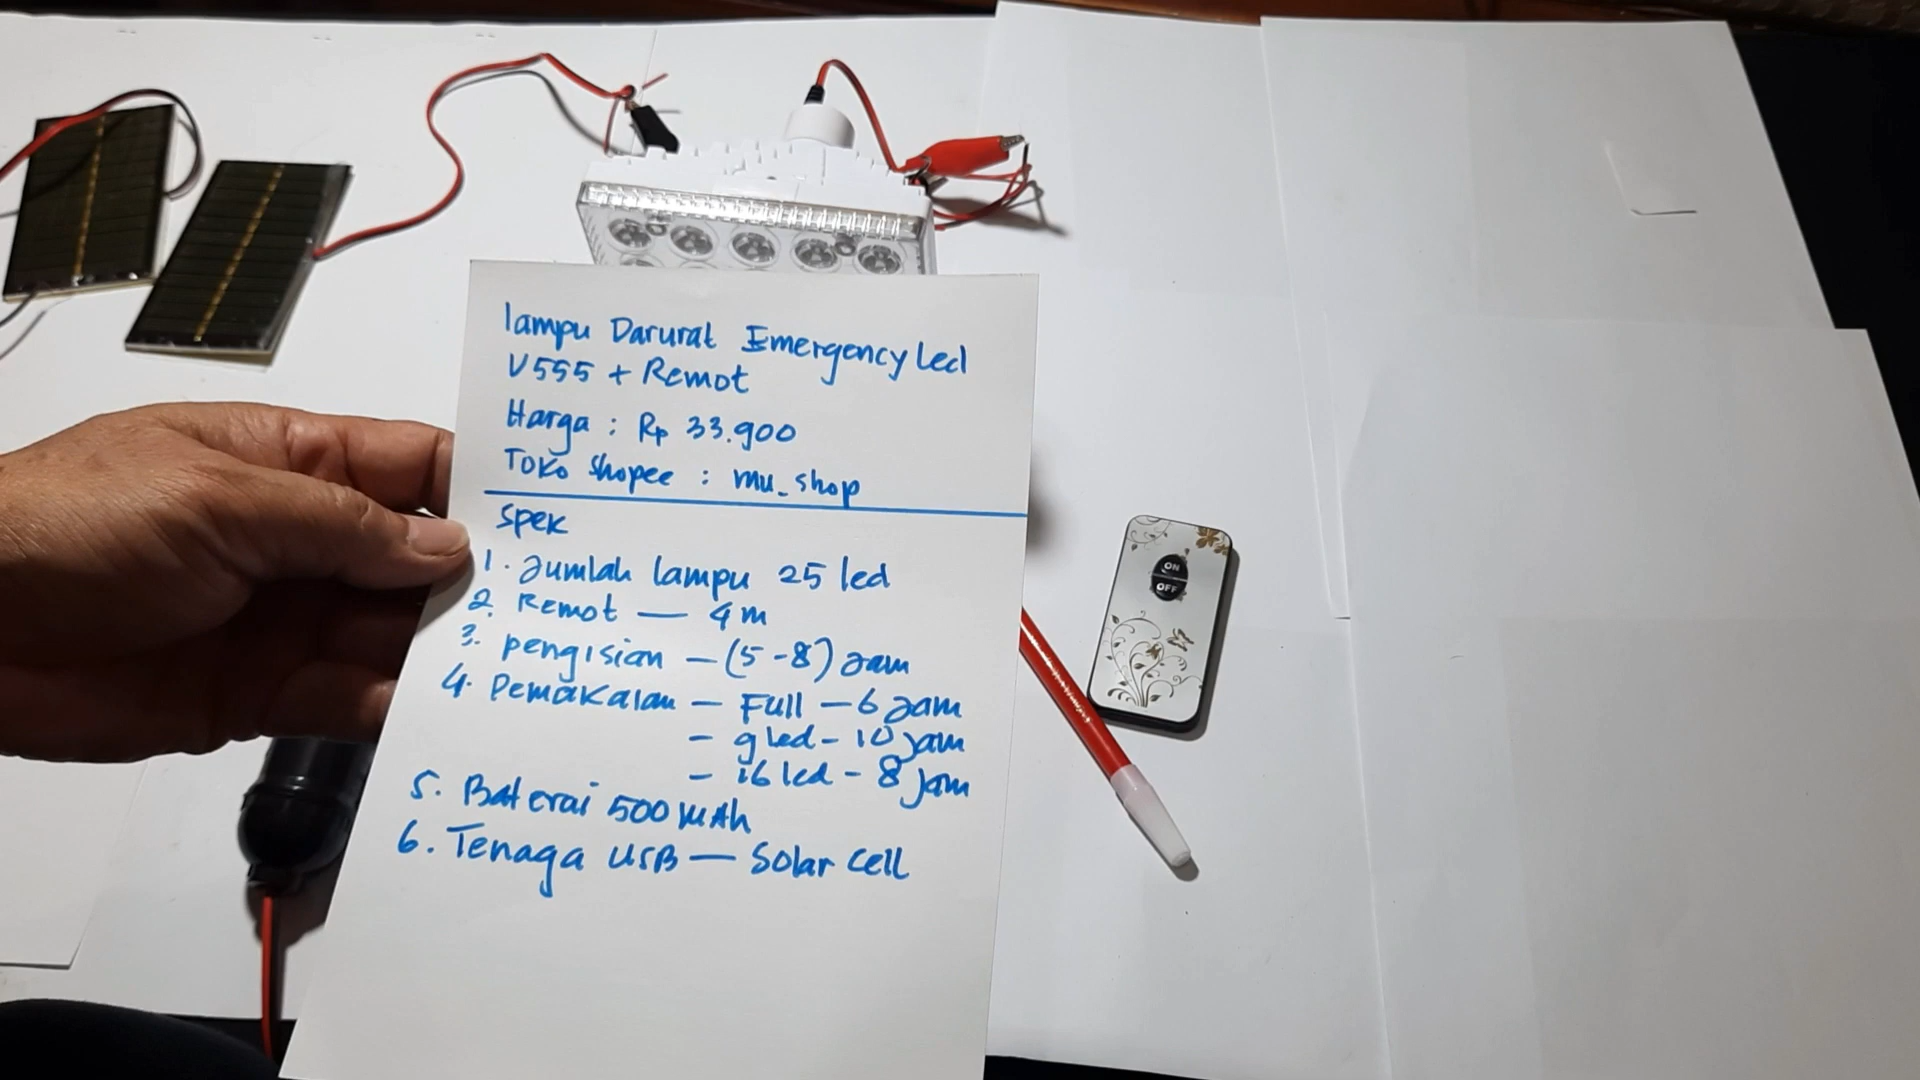 lampu Darurat Emergency Led
V555 + Remot
Harga : Rp 33.900
Toko Shopee : mu_shop
Spek
1. Jumlah lampu 25 led
2. Remot — 4 m
3. pengisian — (5-8) Jam
4. Pemakaian — Full — 6 Jam
- 9 led - 10 jam
- 16 led - 8 jam
5. Baterai 500 mAh
6. Tenaga USB — Solar Cell
ON
OFF